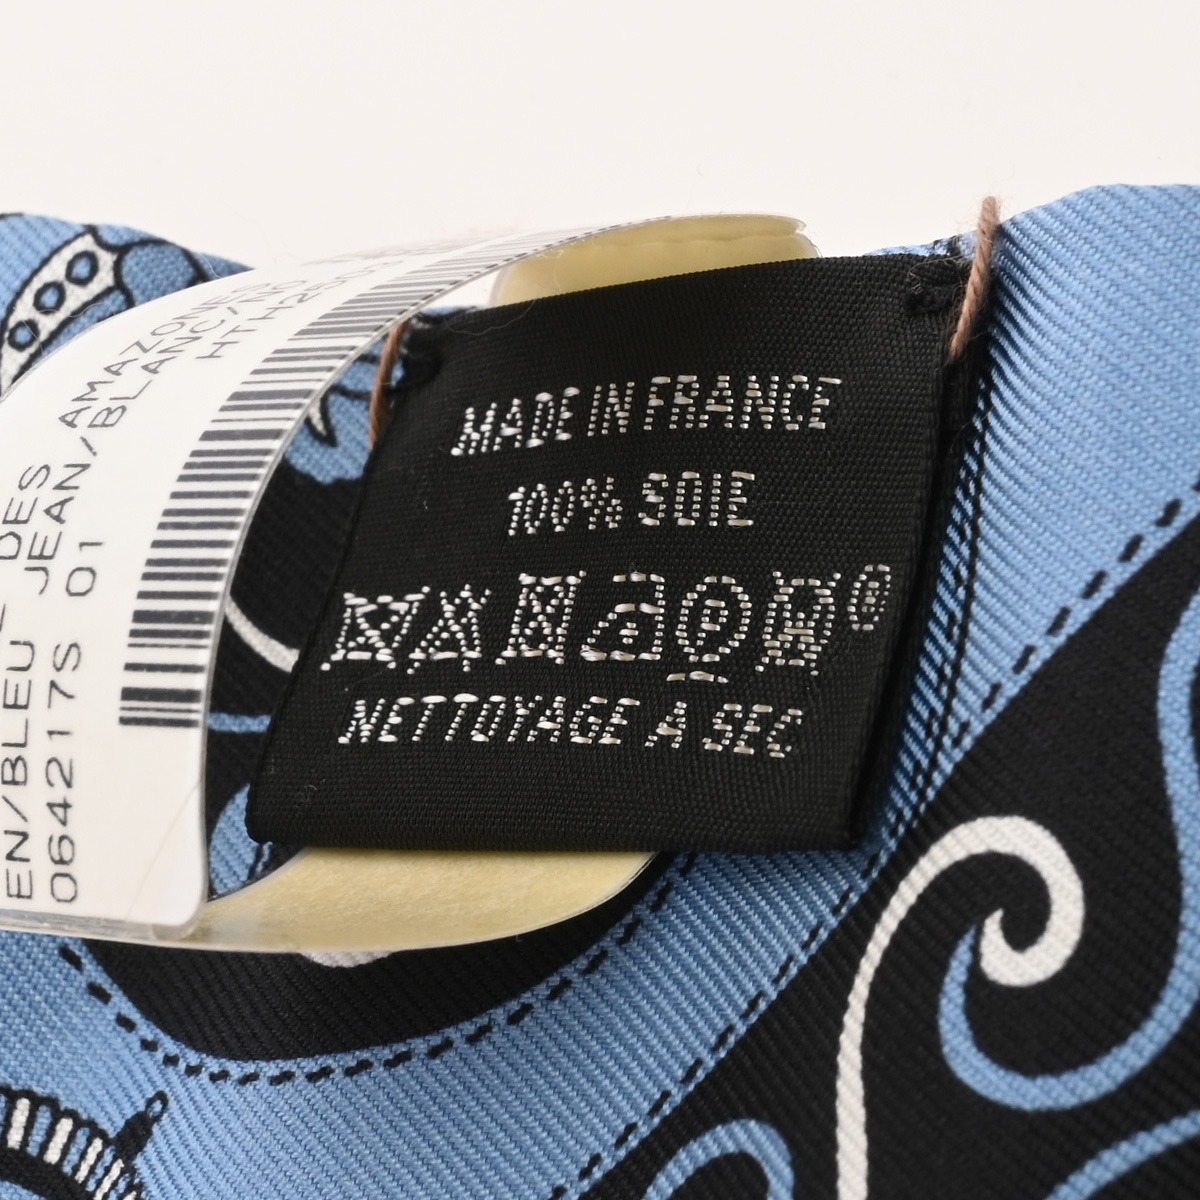 DES AMAZONES
EN/BLEU JEAN/BLANC/NO
064217S 01
MADE IN FRANCE
100% SOIE
NETTOYAGE A SEC